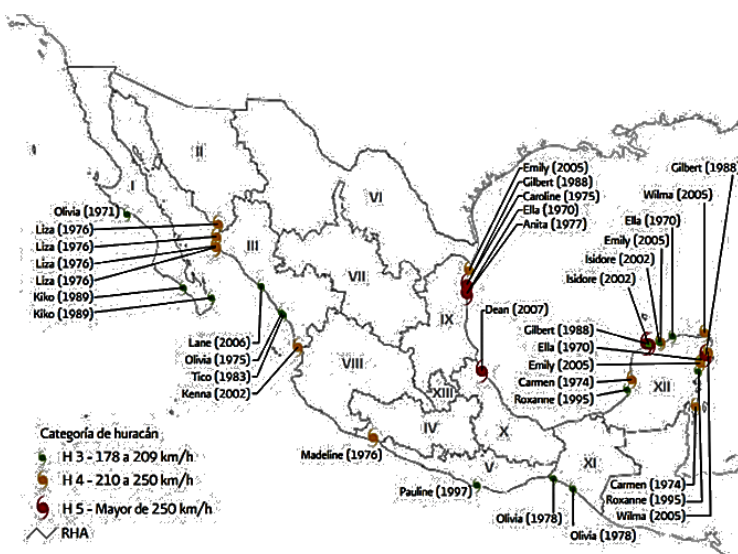 Emily (2005)
Gilbert (1988)
Caroline (1975)
Ella (1970)
Anita (1977)
Gilbert (1988)
Wilma (2005)
Ella (1970)
Emily (2005)
Isidore (2002)
Isidore (2002)
Olivia (1971)
Liza (1976)
Liza (1976)
Liza (1976)
Liza (1976)
Kiko (1989)
Kiko (1989)
Lane (2006)
Olivia (1975)
Tico (1983)
Kenna (2002)
Dean (2007)
Gilbert (1988)
Ella (1970)
Emily (2005)
Carmen (1974)
Roxanne (1995)
Madeline (1976)
Pauline (1997)
Olivia (1978)
Olivia (1978)
Carmen (1974)
Roxanne (1995)
Wilma (2005)
I
II
III
VI
VII
VIII
IX
XIII
IV
X
V
XI
XII
Categoría de huracán
H 3 - 178 a 209 km/h
H 4 - 210 a 250 km/h
H 5 - Mayor de 250 km/h
RHA